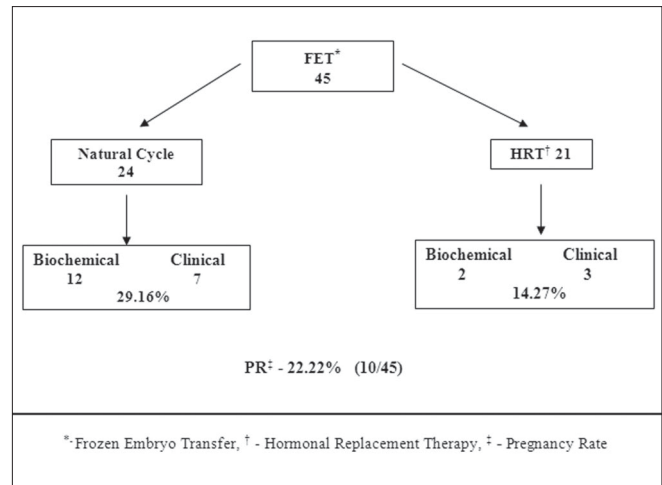 FET*
45
Natural Cycle
24
HRT† 21
Biochemical Clinical
12 7
29.16%
Biochemical Clinical
2 3
14.27%
PR‡ - 22.22% (10/45)
*- Frozen Embryo Transfer, † - Hormonal Replacement Therapy, ‡ - Pregnancy Rate